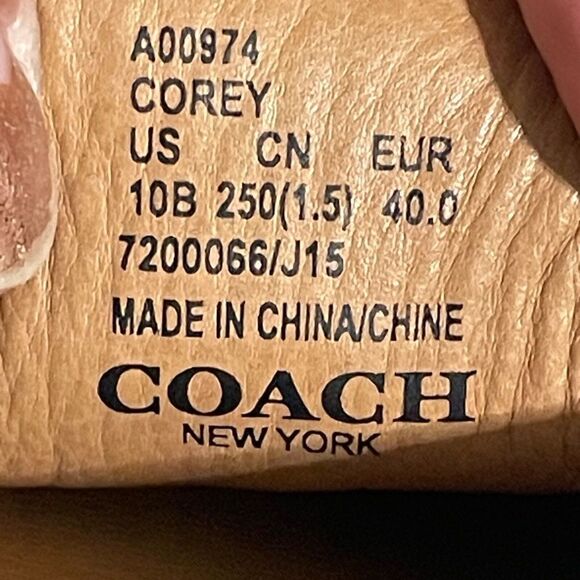 A00974
COREY
US CN EUR
10B 250(1.5) 40.0
7200066/J15
MADE IN CHINA/CHINE
COACH
NEW YORK